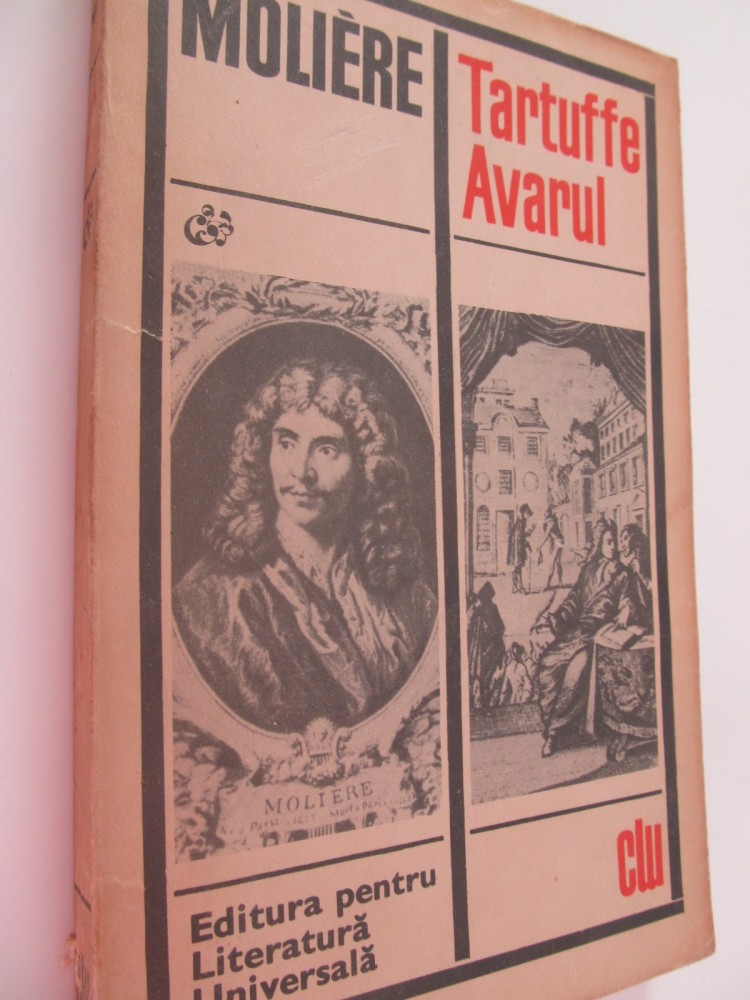 MOLIÈRE
Tartuffe
Avarul
MOLIERE
Editura pentru
Literatură
Universală
clu